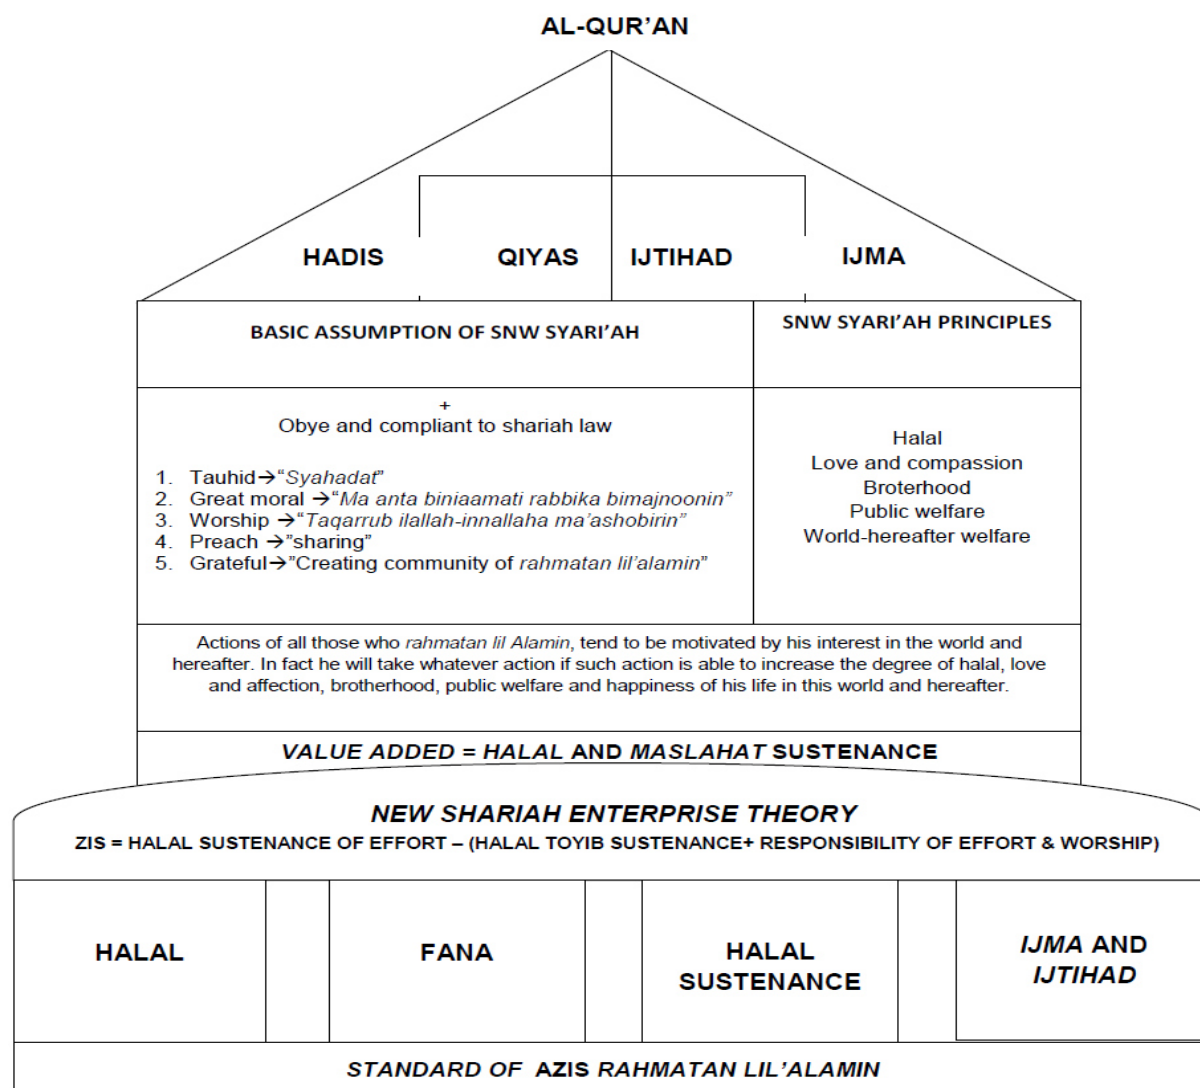 AL-QUR’AN
HADIS QIYAS IJTIHAD IJMA
BASIC ASSUMPTION OF SNW SYARI’AH
SNW SYARI’AH PRINCIPLES
+
Obye and compliant to shariah law
1. Tauhid→“Syahadat”
2. Great moral →“Ma anta biniaamati rabbika bimajnoonin”
3. Worship →“Taqarrub ilallah-innallaha ma’ashobirin”
4. Preach →”sharing”
5. Grateful→”Creating community of rahmatan lil’alamin”
Halal
Love and compassion
Broterhood
Public welfare
World-hereafter welfare
Actions of all those who rahmatan lil Alamin, tend to be motivated by his interest in the world and
hereafter. In fact he will take whatever action if such action is able to increase the degree of halal, love
and affection, brotherhood, public welfare and happiness of his life in this world and hereafter.
VALUE ADDED = HALAL AND MASLAHAT SUSTENANCE
NEW SHARIAH ENTERPRISE THEORY
ZIS = HALAL SUSTENANCE OF EFFORT – (HALAL TOYIB SUSTENANCE+ RESPONSIBILITY OF EFFORT & WORSHIP)
HALAL
FANA
HALAL
SUSTENANCE
IJMA AND
IJTIHAD
STANDARD OF AZIS RAHMATAN LIL’ALAMIN